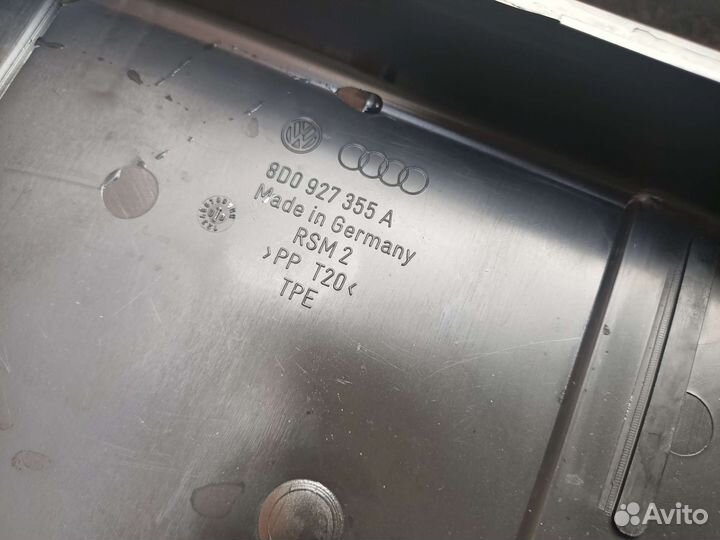 8D0 927 355 A
Made in Germany
RSM 2
>PP T20<
TPE
Avito